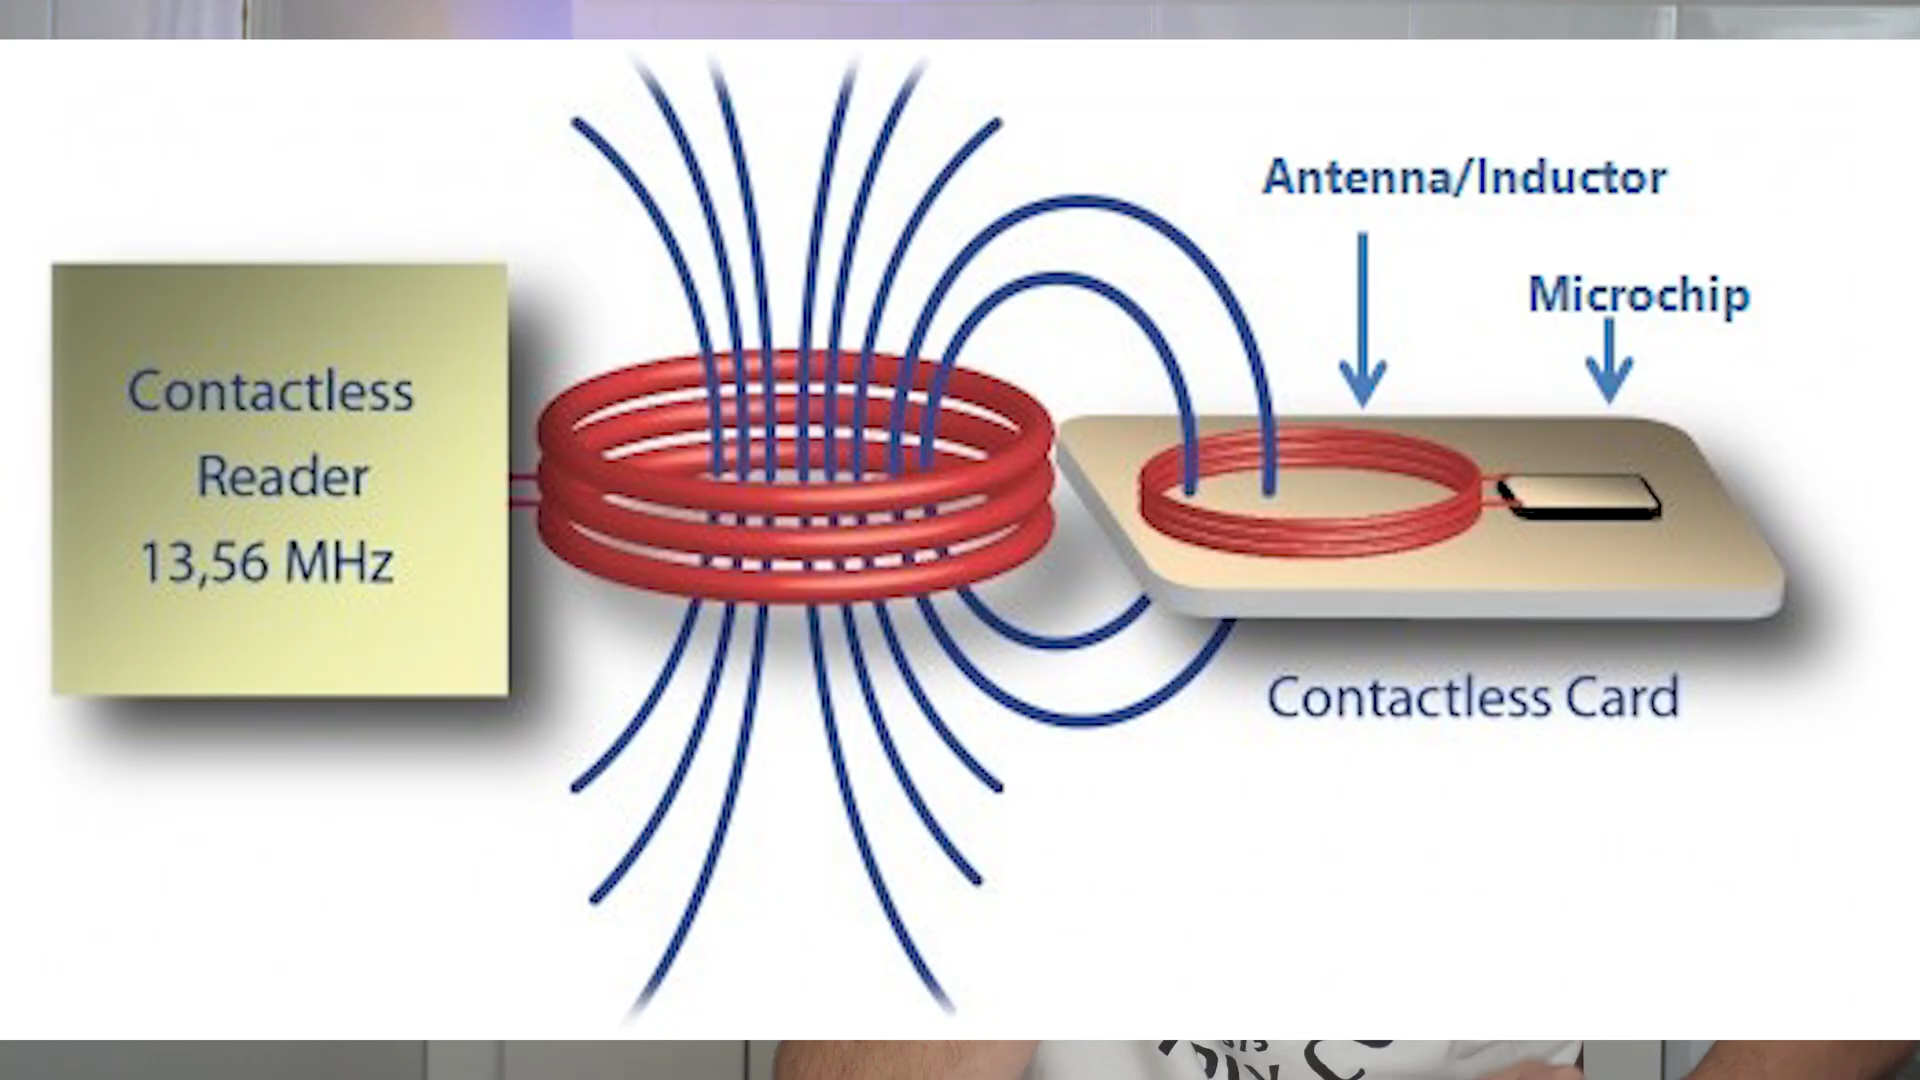 Antenna/Inductor
Microchip
Contactless
Reader
13,56 MHz
Contactless Card